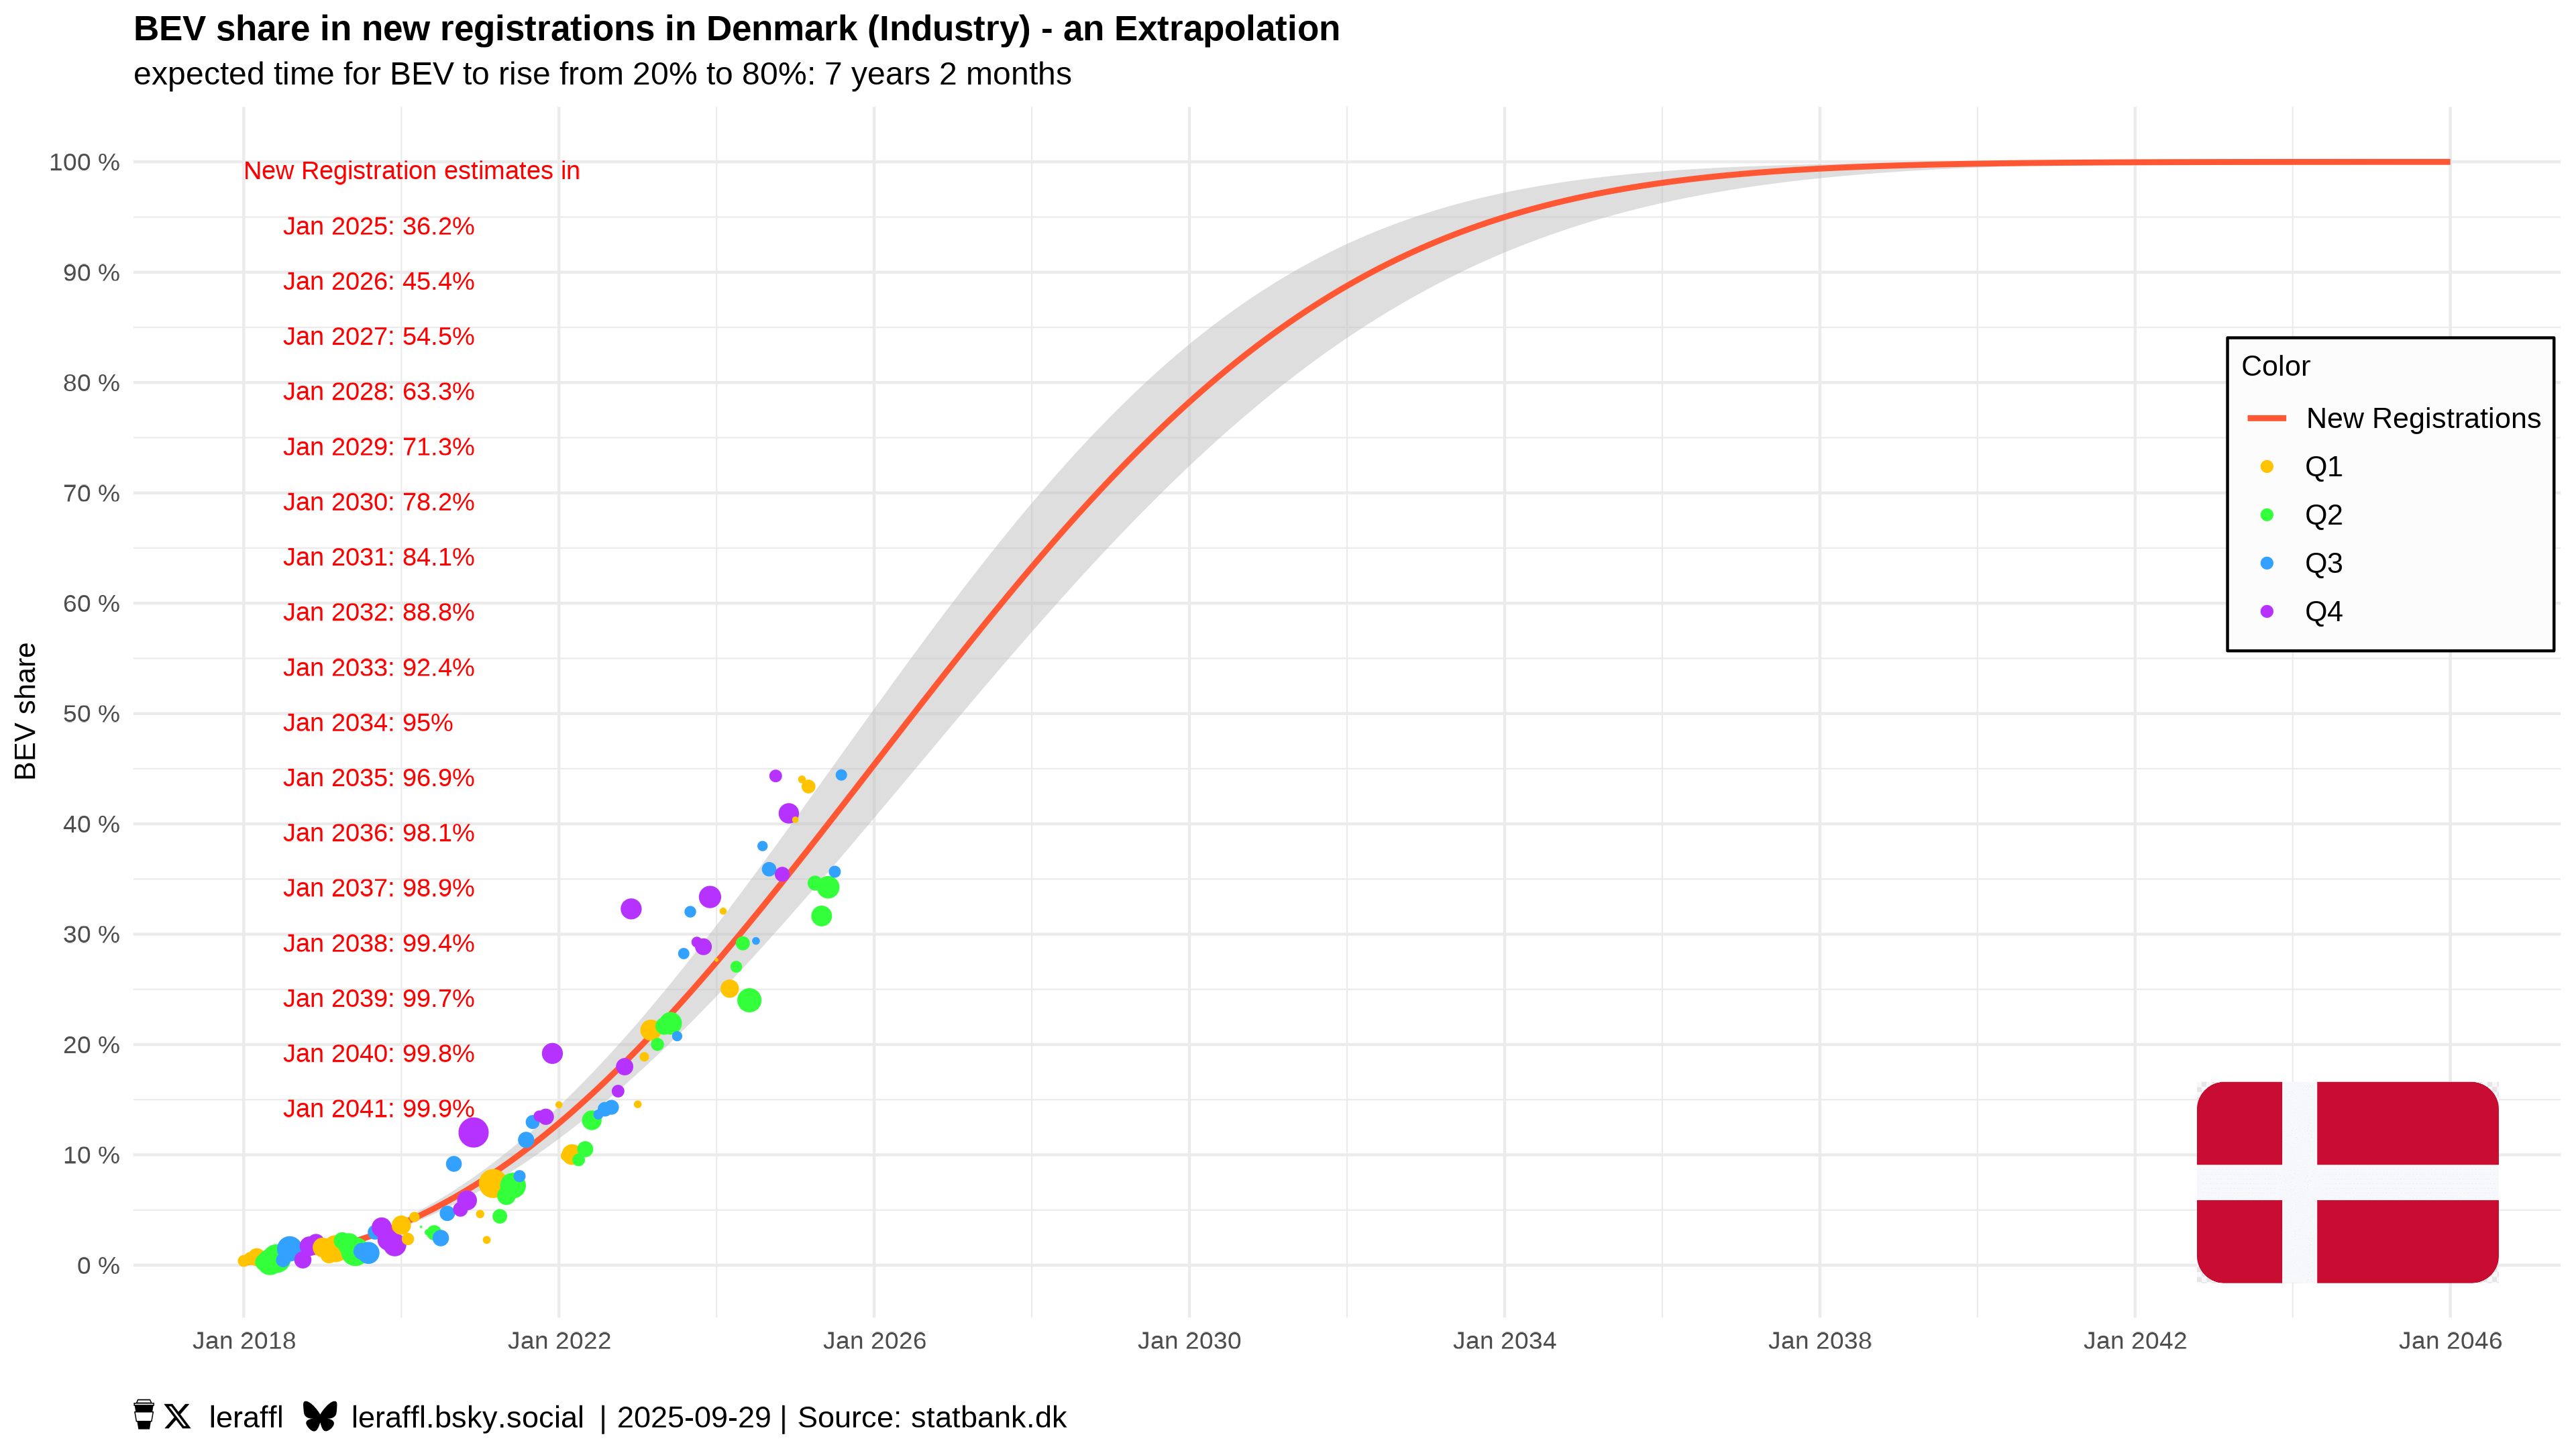 BEV share in new registrations in Denmark (Industry) - an Extrapolation
expected time for BEV to rise from 20% to 80%: 7 years 2 months
BEV share
100 %
90 %
80 %
70 %
60 %
50 %
40 %
30 %
20 %
10 %
0 %
New Registration estimates in
Jan 2025: 36.2%
Jan 2026: 45.4%
Jan 2027: 54.5%
Jan 2028: 63.3%
Jan 2029: 71.3%
Jan 2030: 78.2%
Jan 2031: 84.1%
Jan 2032: 88.8%
Jan 2033: 92.4%
Jan 2034: 95%
Jan 2035: 96.9%
Jan 2036: 98.1%
Jan 2037: 98.9%
Jan 2038: 99.4%
Jan 2039: 99.7%
Jan 2040: 99.8%
Jan 2041: 99.9%
Color
New Registrations
Q1
Q2
Q3
Q4
Jan 2018 Jan 2022 Jan 2026 Jan 2030 Jan 2034 Jan 2038 Jan 2042 Jan 2046
leraffl leraffl.bsky.social | 2025-09-29 | Source: statbank.dk